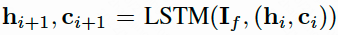 h_{i+1}, c_{i+1} = LSTM(I_f, (h_i, c_i))